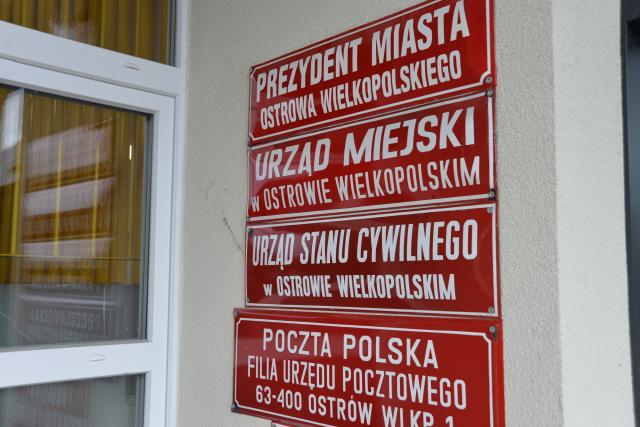 PREZYDENT MIASTA
OSTROWA WIELKOPOLSKIEGO
URZĄD MIEJSKI
w OSTROWIE WIELKOPOLSKIM
URZĄD STANU CYWILNEGO
w OSTROWIE WIELKOPOLSKIM
POCZTA POLSKA
FILIA URZĘDU POCZTOWEGO
63-400 OSTRÓW WLKP. 1